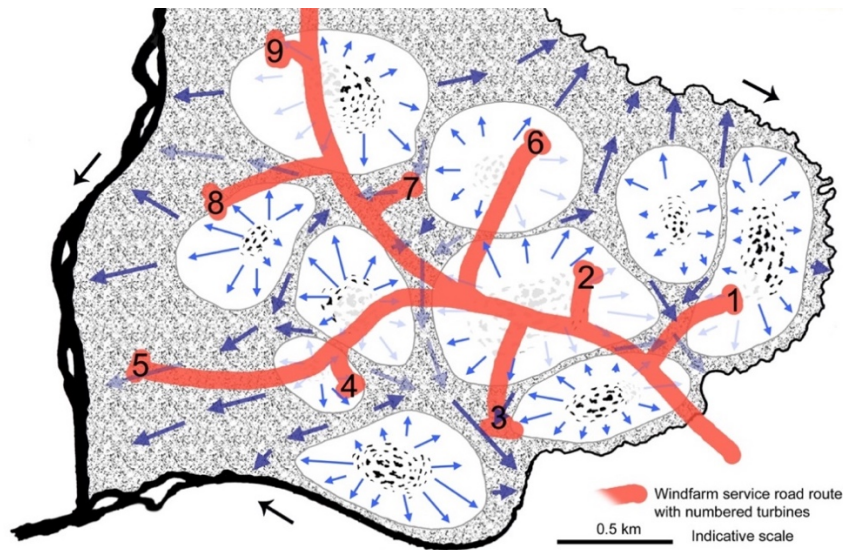 9
6
7
8
2
1
5
4
3
Windfarm service road route
with numbered turbines
0.5 km
Indicative scale